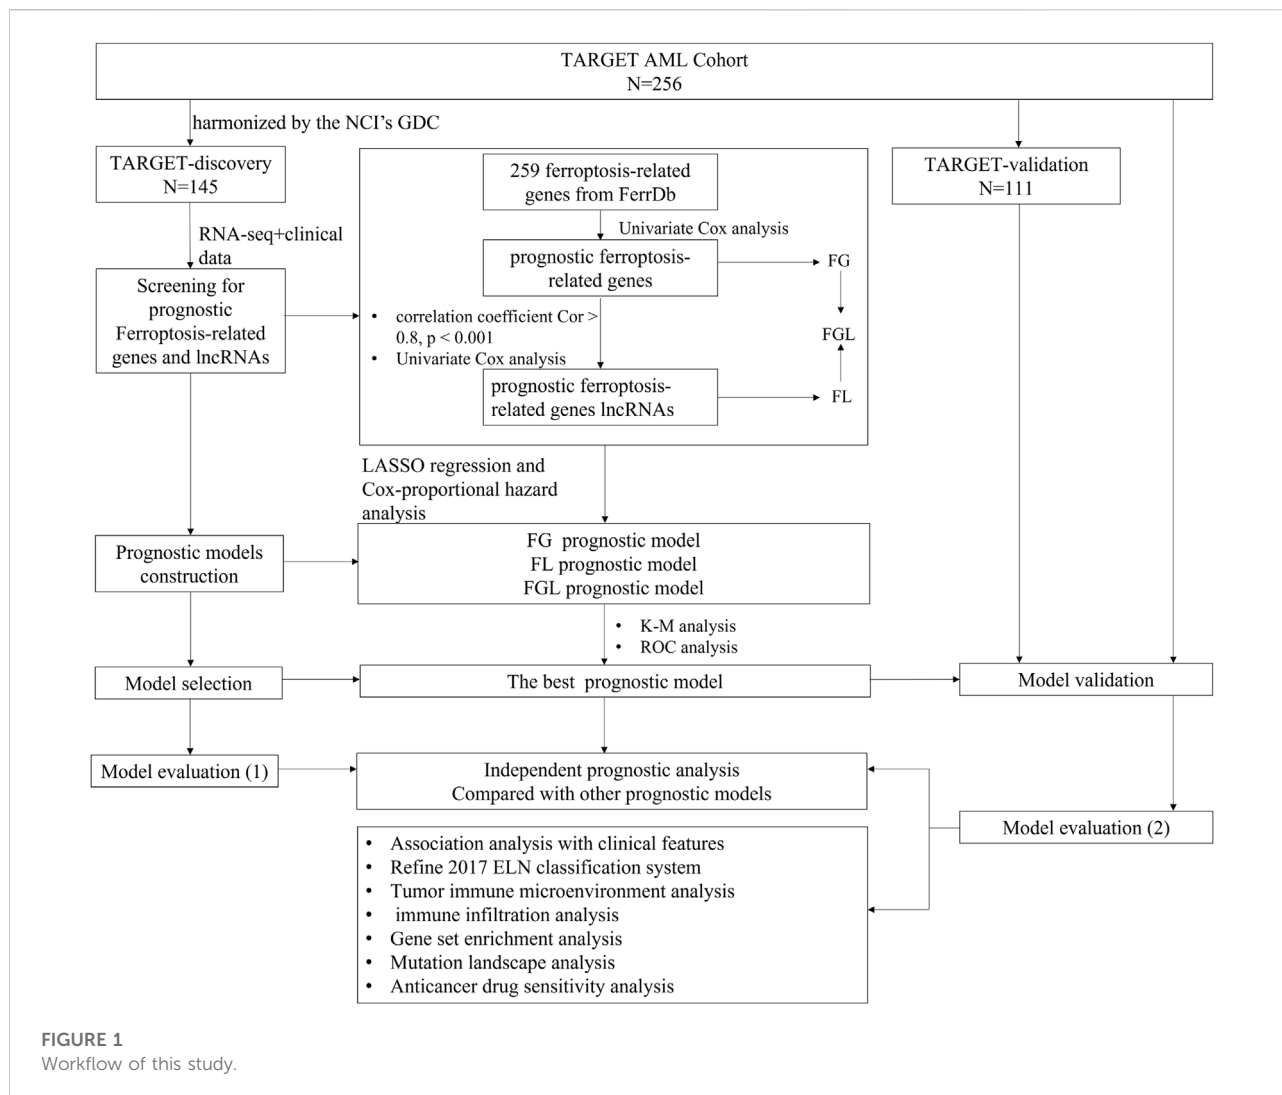 TARGET AML Cohort
N=256
harmonized by the NCI's GDC
TARGET-discovery
N=145
259 ferroptosis-related
genes from FerrDb
TARGET-validation
N=111
RNA-seq+clinical
data
Univariate Cox analysis
prognostic ferroptosis-
related genes
FG
Screening for
prognostic
Ferroptosis-related
genes and lncRNAs
• correlation coefficient Cor >
0.8, p < 0.001
• Univariate Cox analysis
FGL
prognostic ferroptosis-
related genes lncRNAs
FL
LASSO regression and
Cox-proportional hazard
analysis
Prognostic models
construction
FG prognostic model
FL prognostic model
FGL prognostic model
• K-M analysis
• ROC analysis
Model selection
The best prognostic model
Model validation
Model evaluation (1)
Independent prognostic analysis
Compared with other prognostic models
Model evaluation (2)
• Association analysis with clinical features
• Refine 2017 ELN classification system
• Tumor immune microenvironment analysis
• immune infiltration analysis
• Gene set enrichment analysis
• Mutation landscape analysis
• Anticancer drug sensitivity analysis
FIGURE 1
Workflow of this study.